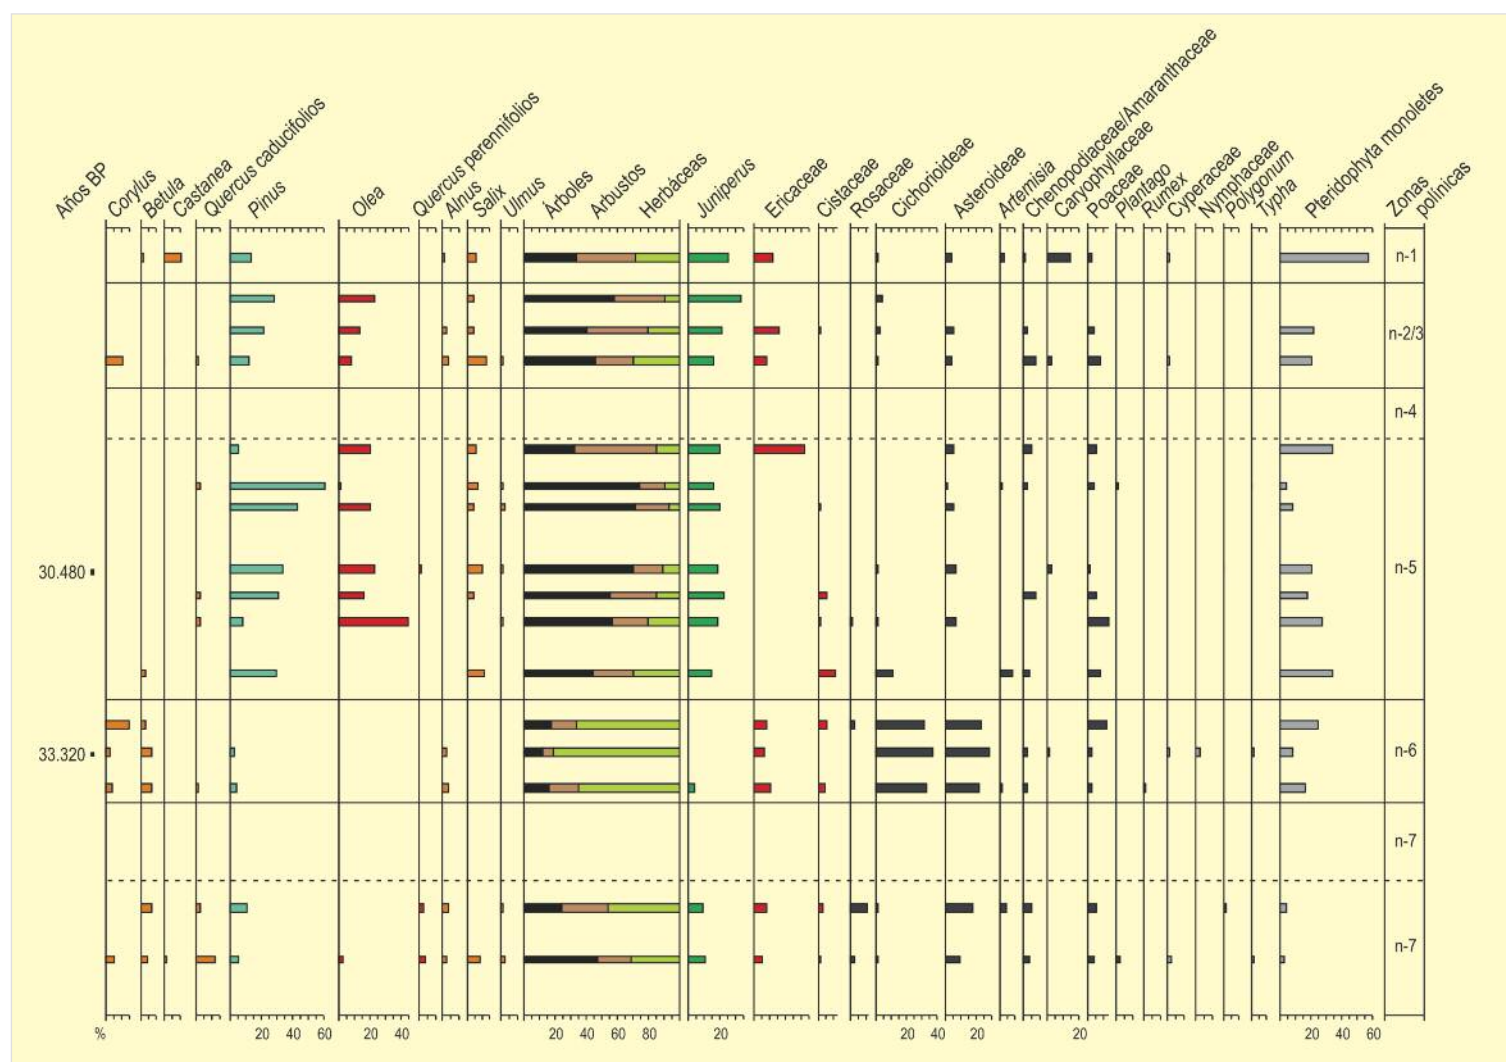 Años BP
Corylus
Betula
Castanea
Quercus caducifolios
Pinus
Olea
Quercus perennifolios
Alnus
Salix
Ulmus
Árboles
Arbustos
Herbáceas
Juniperus
Ericaceae
Cistaceae
Rosaceae
Cichorioideae
Asteroideae
Artemisia
Chenopodiaceae/Amaranthaceae
Caryophyllaceae
Poaceae
Plantago
Rumex
Cyperaceae
Nymphaceae
Polygonum
Typha
Pteridophyta monoletes
Zonas
polínicas
n-1
n-2/3
n-4
30.480
n-5
33.320
n-6
n-7
n-7
% 20 40 60 20 40 20 40 60 80 20 20 40 20 20 20 40 60